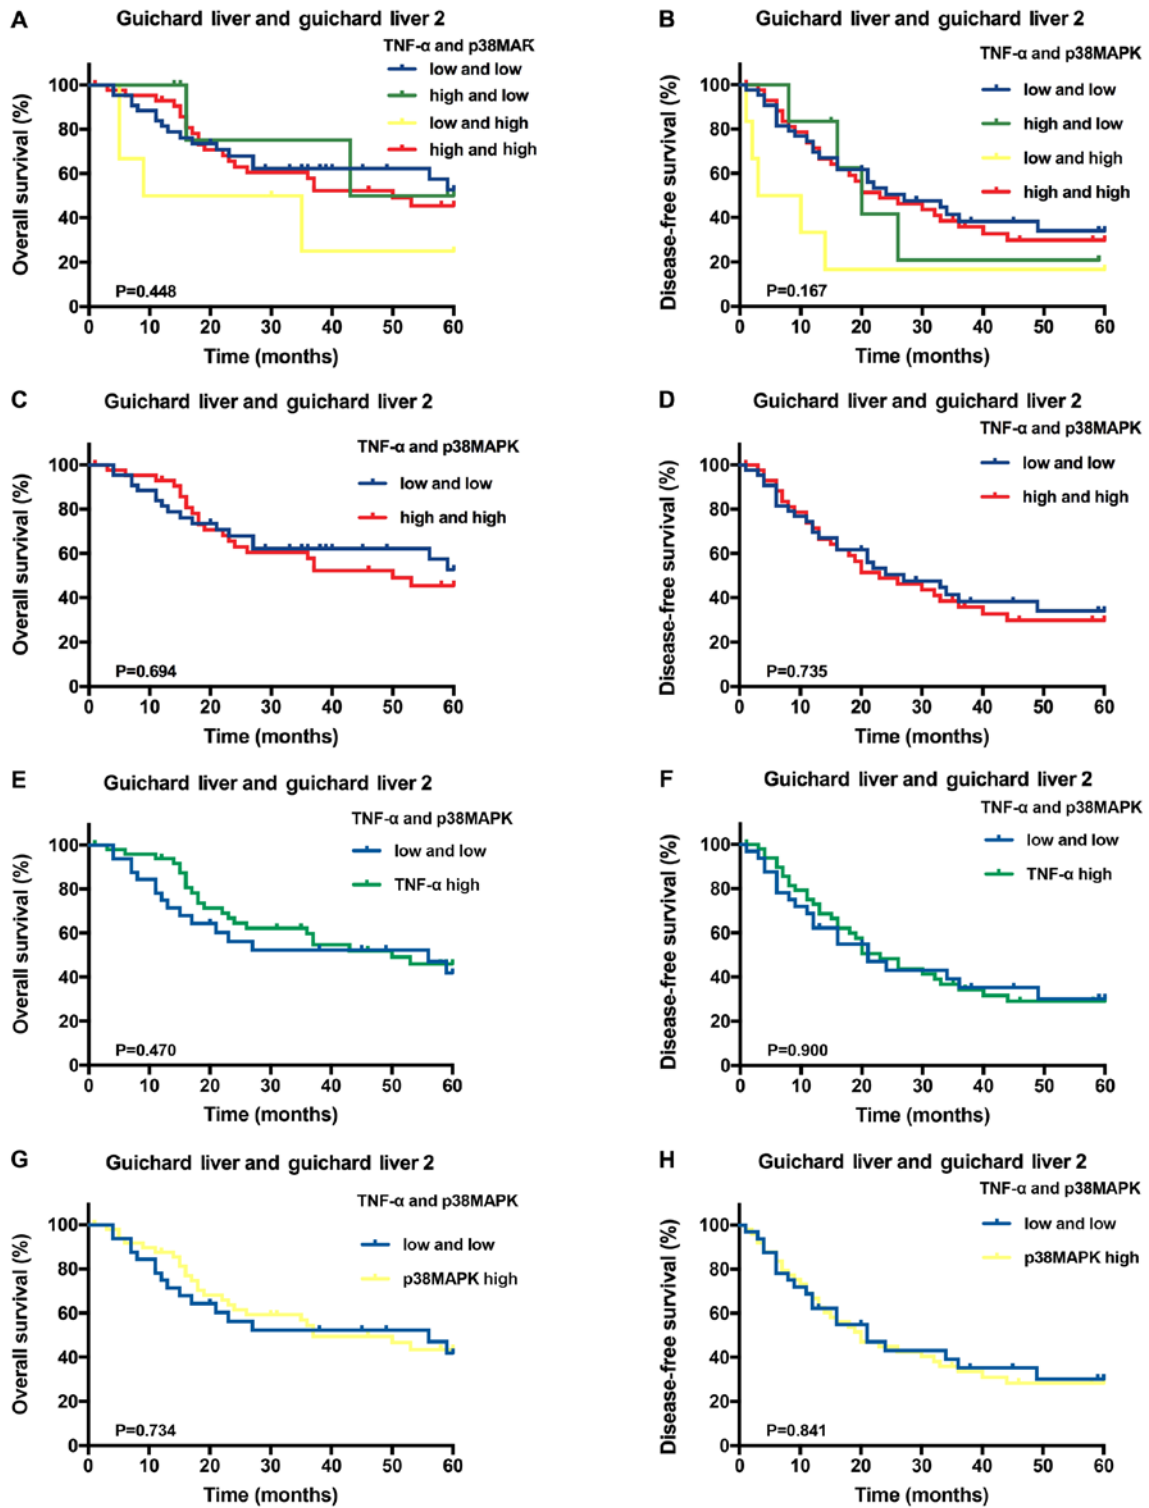 A
Guichard liver and guichard liver 2
TNF-α and p38MAK
low and low
high and low
low and high
high and high
Overall survival (%)
100
80
60
40
20
0
P=0.448
0 10 20 30 40 50 60
Time (months)
B
Guichard liver and guichard liver 2
TNF-α and p38MAPK
low and low
high and low
low and high
high and high
Disease-free survival (%)
100
80
60
40
20
0
P=0.167
0 10 20 30 40 50 60
Time (months)
C
Guichard liver and guichard liver 2
TNF-α and p38MAPK
low and low
high and high
Overall survival (%)
100
80
60
40
20
0
P=0.694
0 10 20 30 40 50 60
Time (months)
D
Guichard liver and guichard liver 2
TNF-α and p38MAPK
low and low
high and high
Disease-free survival (%)
100
80
60
40
20
0
P=0.735
0 10 20 30 40 50 60
Time (months)
E
Guichard liver and guichard liver 2
TNF-α and p38MAPK
low and low
TNF-α high
Overall survival (%)
100
80
60
40
20
0
P=0.470
0 10 20 30 40 50 60
Time (months)
F
Guichard liver and guichard liver 2
TNF-α and p38MAPK
low and low
TNF-α high
Disease-free survival (%)
100
80
60
40
20
0
P=0.900
0 10 20 30 40 50 60
Time (months)
G
Guichard liver and guichard liver 2
TNF-α and p38MAPK
low and low
p38MAPK high
Overall survival (%)
100
80
60
40
20
0
P=0.734
0 10 20 30 40 50 60
Time (months)
H
Guichard liver and guichard liver 2
TNF-α and p38MAPK
low and low
p38MAPK high
Disease-free survival (%)
100
80
60
40
20
0
P=0.841
0 10 20 30 40 50 60
Time (months)